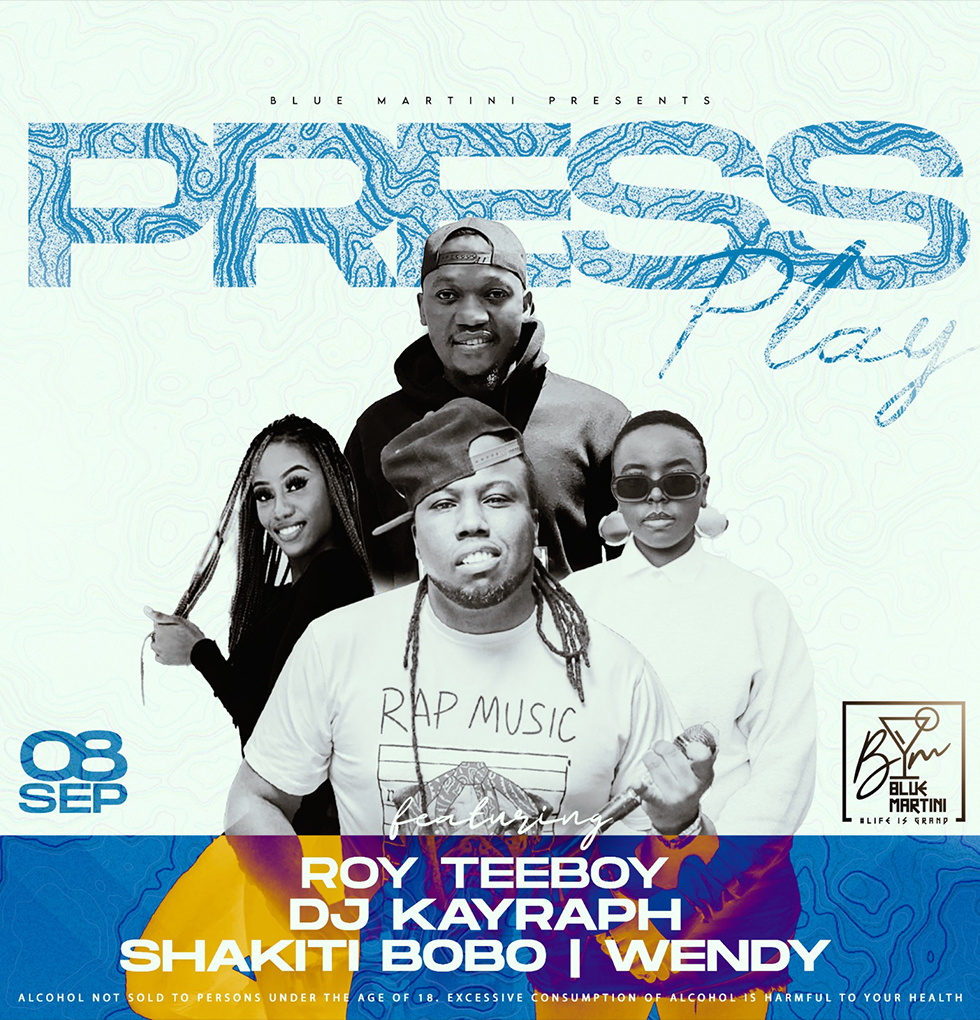 BLUE MARTINI PRESENTS
PRESS
Play
RAP MUSIC
08
SEP
BYm
BLUE
MARTINI
#LIFE IS GRAND
featuring
ROY TEEBOY
DJ KAYRAPH
SHAKITI BOBO | WENDY
ALCOHOL NOT SOLD TO PERSONS UNDER THE AGE OF 18. EXCESSIVE CONSUMPTION OF ALCOHOL IS HARMFUL TO YOUR HEALTH